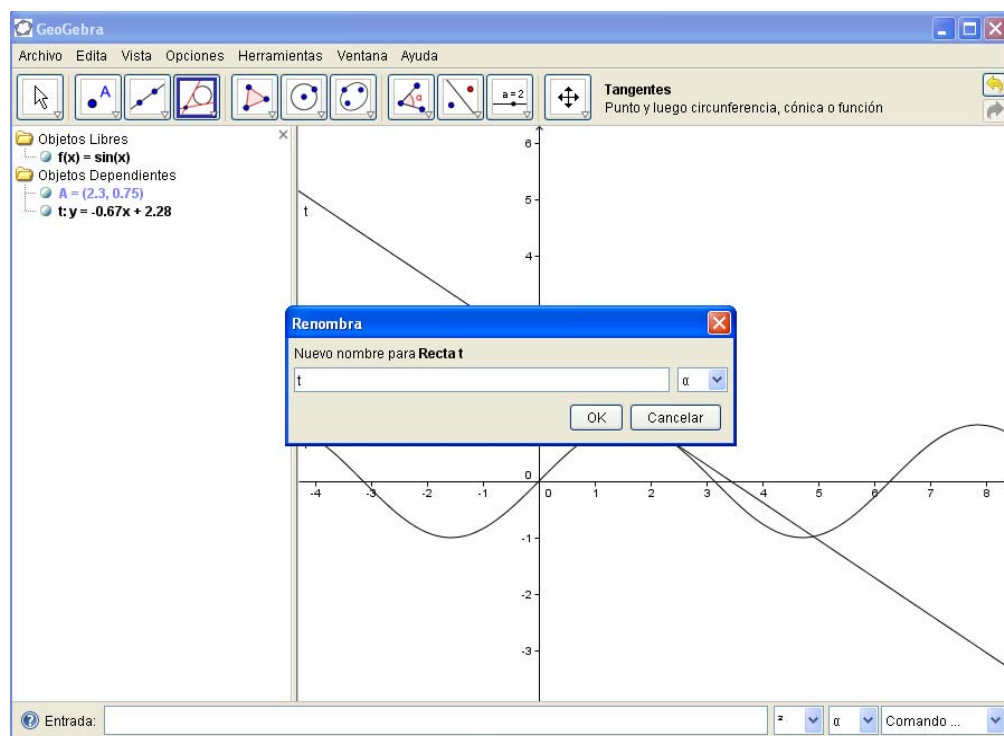 GeoGebra
Archivo Edita Vista Opciones Herramientas Ventana Ayuda
A
α
a=2
Tangentes
Punto y luego circunferencia, cónica o función
Objetos Libres
f(x) = sin(x)
Objetos Dependientes
A = (2.3, 0.75)
t: y = -0.67x + 2.28
6
5
t
4
Renombra
Nuevo nombre para Recta t
t
α
OK Cancelar
0
-4 -3 -2 -1 0 1 2 3 4 5 6 7 8
-1
-2
-3
Entrada:
² α Comando ...